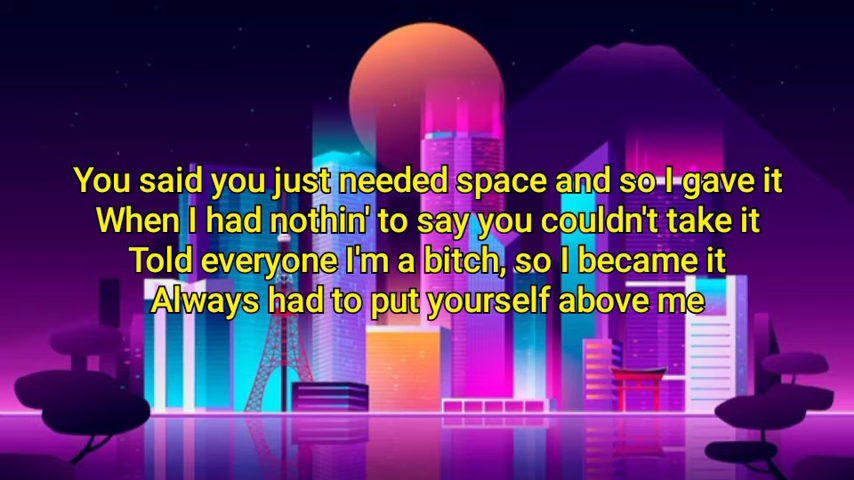 You said you just needed space and so I gave it
When I had nothin' to say you couldn't take it
Told everyone I'm a bitch, so I became it
Always had to put yourself above me